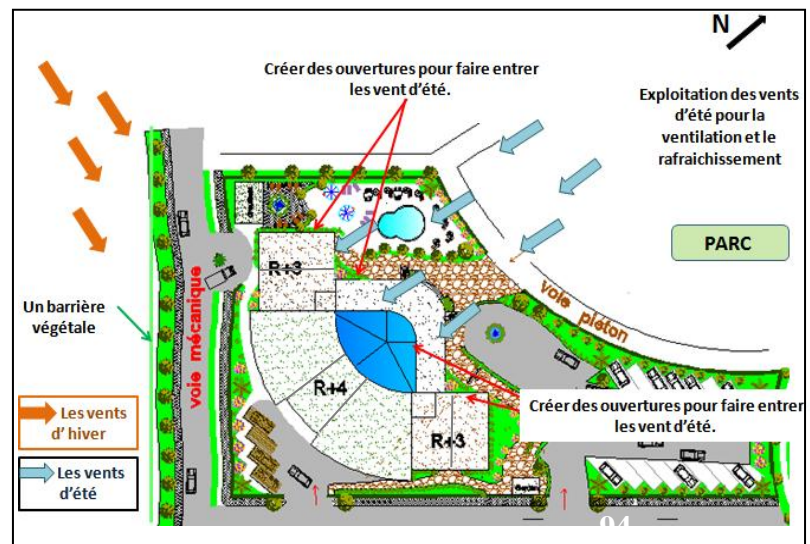 N
Créer des ouvertures pour faire entrer
les vent d'été.
Exploitation des vents
d'été pour la
ventilation et le
rafraichissement
PARC
R+3
voie piéton
Un barrière
végétale
voie mécanique
R+4
R+3
Créer des ouvertures pour faire entrer
les vent d'été.
Les vents
d' hiver
Les vents
d'été
94